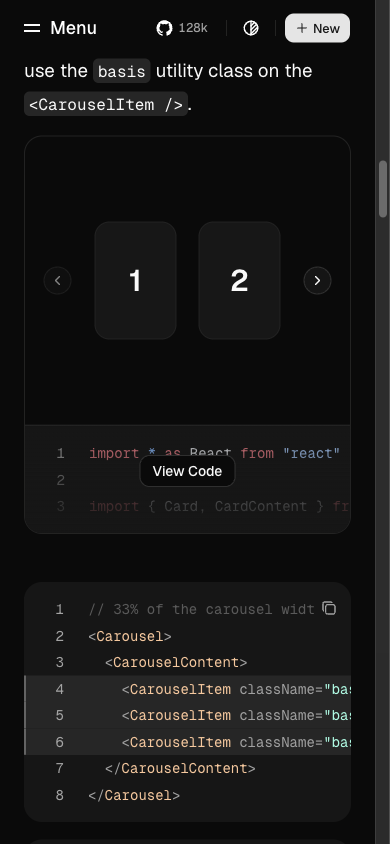 Menu 128k + New
use the basis utility class on the
<CarouselItem />.
1 2
1 import * as React from "react"
View Code
2
3 import { Card, CardContent } fr
1 // 33% of the carousel widt
2 <Carousel>
3 <CarouselContent>
4 <CarouselItem className="bas
5 <CarouselItem className="bas
6 <CarouselItem className="bas
7 </CarouselContent>
8 </Carousel>